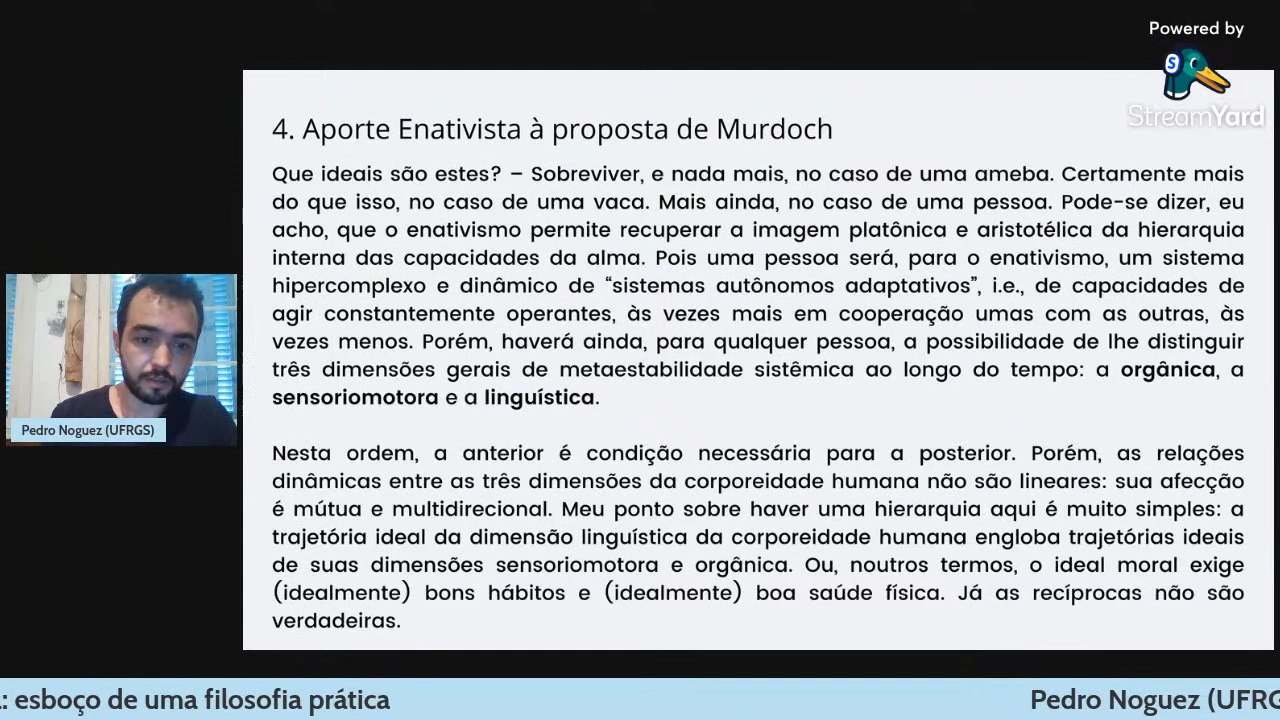 Powered by
StreamYard
4. Aporte Enativista à proposta de Murdoch
Que ideais são estes? – Sobreviver, e nada mais, no caso de uma ameba. Certamente mais
do que isso, no caso de uma vaca. Mais ainda, no caso de uma pessoa. Pode-se dizer, eu
acho, que o enativismo permite recuperar a imagem platônica e aristotélica da hierarquia
interna das capacidades da alma. Pois uma pessoa será, para o enativismo, um sistema
hipercomplexo e dinâmico de “sistemas autônomos adaptativos”, i.e., de capacidades de
agir constantemente operantes, às vezes mais em cooperação umas com as outras, às
vezes menos. Porém, haverá ainda, para qualquer pessoa, a possibilidade de lhe distinguir
três dimensões gerais de metaestabilidade sistêmica ao longo do tempo: a orgânica, a
sensoriomotora e a linguística.
Nesta ordem, a anterior é condição necessária para a posterior. Porém, as relações
dinâmicas entre as três dimensões da corporeidade humana não são lineares: sua afecção
é mútua e multidirecional. Meu ponto sobre haver uma hierarquia aqui é muito simples: a
trajetória ideal da dimensão linguística da corporeidade humana engloba trajetórias ideais
de suas dimensões sensoriomotora e orgânica. Ou, noutros termos, o ideal moral exige
(idealmente) bons hábitos e (idealmente) boa saúde física. Já as recíprocas não são
verdadeiras.
Pedro Noguez (UFRGS)
: esboço de uma filosofia prática
Pedro Noguez (UFRG